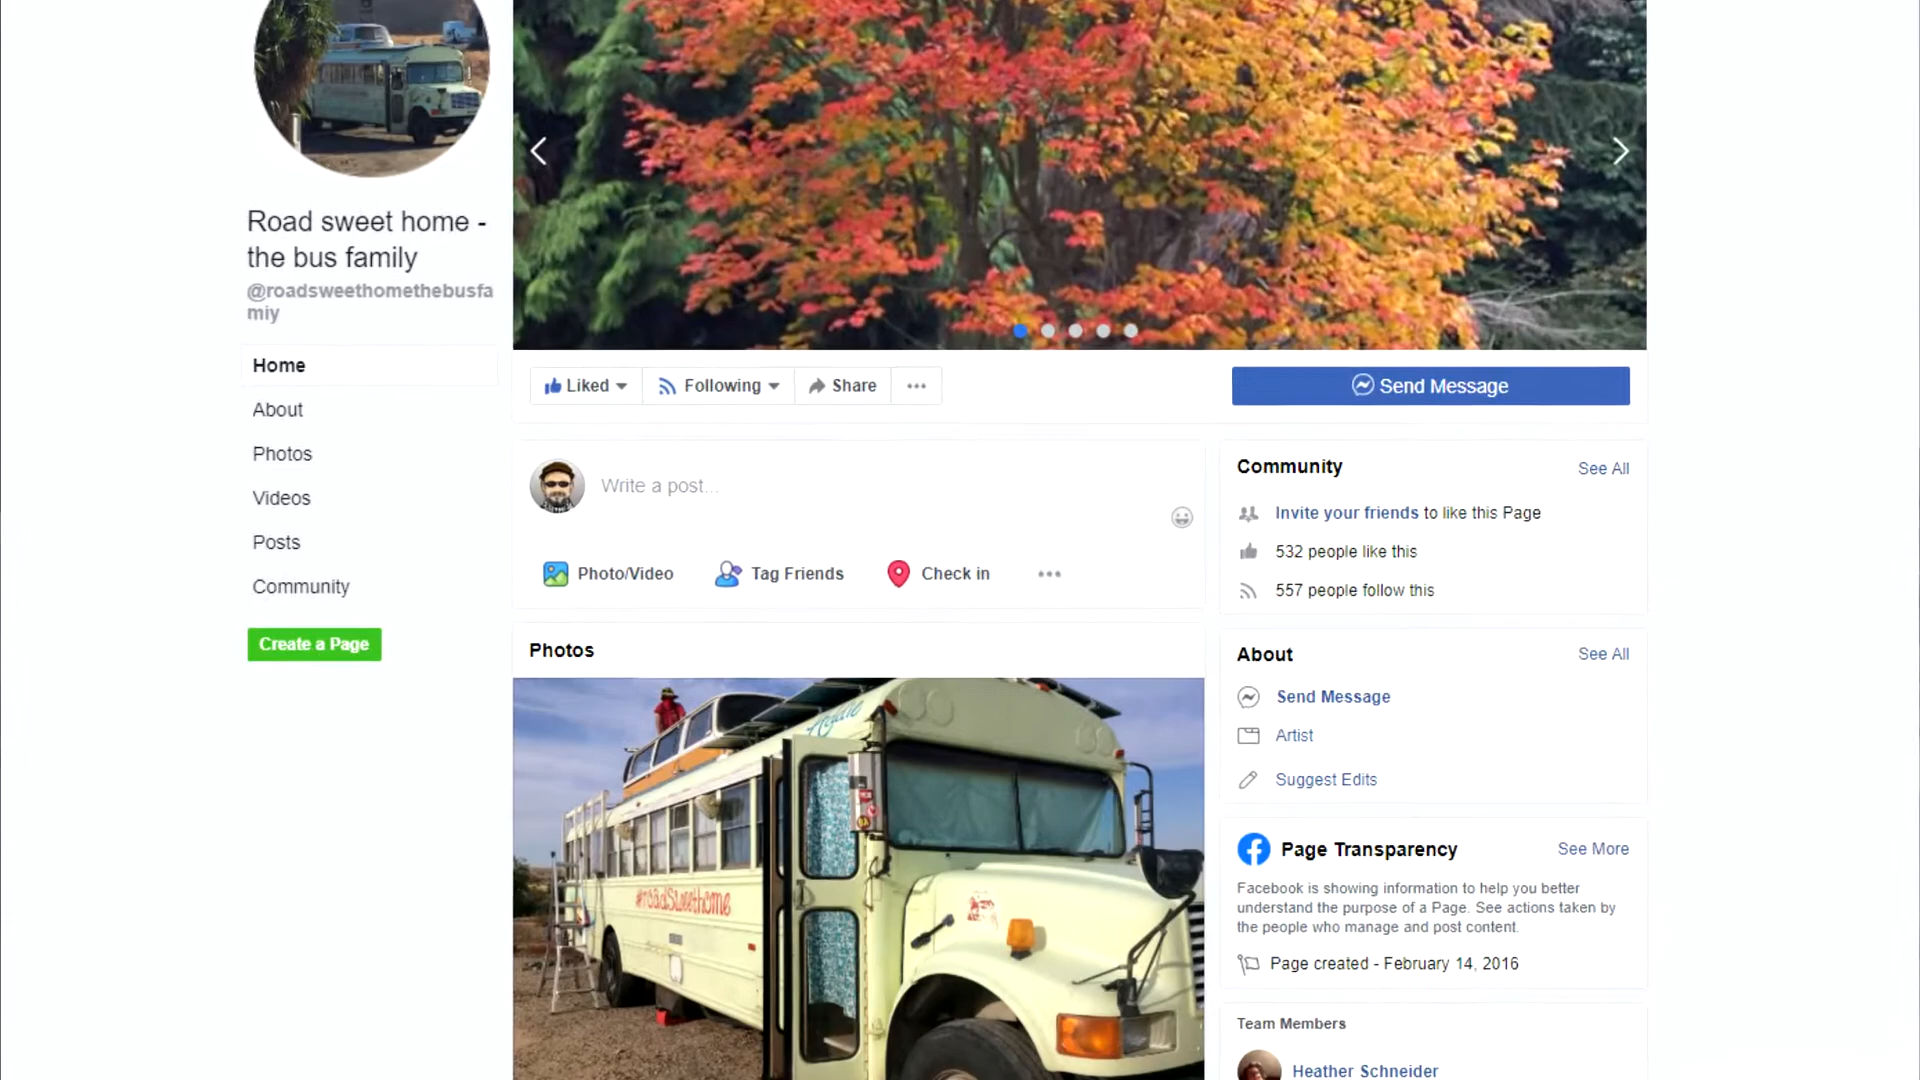 Road sweet home -
the bus family
@roadsweethomethebusfa
miy
Home
About
Photos
Videos
Posts
Community
Create a Page
Liked
Following
Share
Send Message
Write a post...
Photo/Video
Tag Friends
Check in
Photos
#roadSweethome
Community
See All
Invite your friends to like this Page
532 people like this
557 people follow this
About
See All
Send Message
Artist
Suggest Edits
Page Transparency
See More
Facebook is showing information to help you better
understand the purpose of a Page. See actions taken by
the people who manage and post content.
Page created - February 14, 2016
Team Members
Heather Schneider